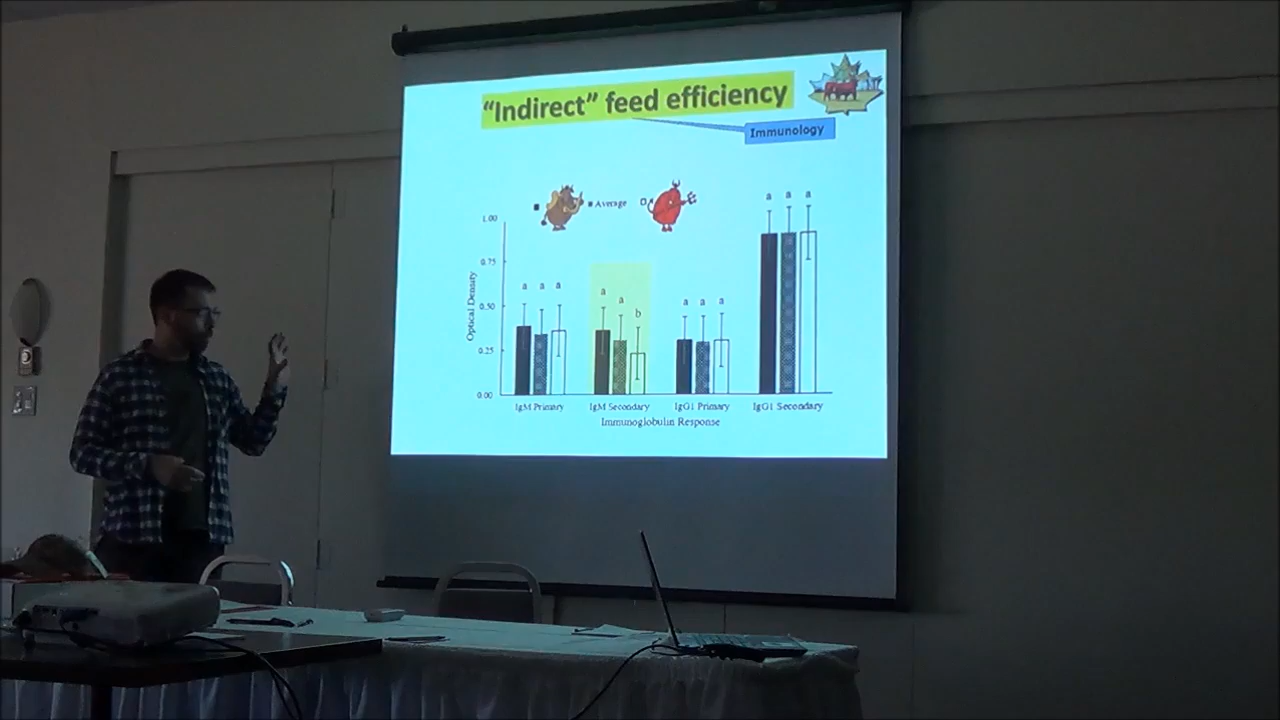 “Indirect” feed efficiency
Immunology
Average
1.00
a a a
0.75
Optical Density
a a a
a a b
a a a
0.50
0.25
0.00
IgM Primary IgM Secondary IgG1 Primary IgG1 Secondary
Immunoglobulin Response